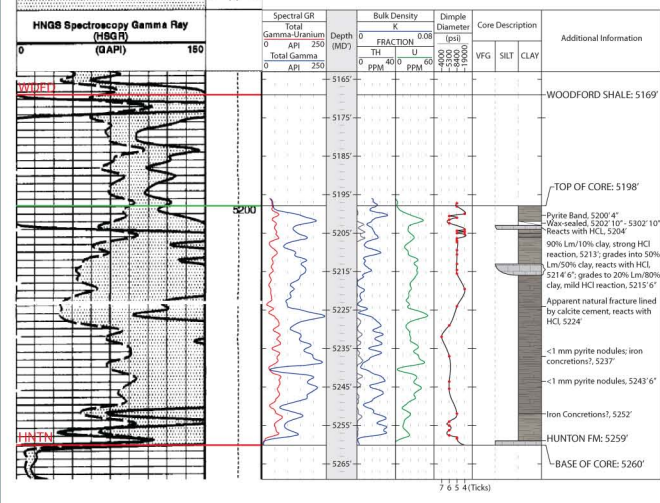 HNGS Spectroscopy Gamma Ray
(HSGR)
0 (GAPI) 150
WDFD
5200
HNTN
Spectral GR
Total
Gamma-Uranium
0 API 250
Total Gamma
0 API 250
Depth
(MD')
Bulk Density
K
0 0.08
FRACTION
TH U
0 40 0 60
PPM PPM
Dimple
Diameter
(psi)
-4000
-5300
-8400
-19000
Core Description
VFG SILT CLAY
Additional Information
5165'
5175'
5185'
5195'
5205'
5215'
5225'
5235'
5245'
5255'
5265'
7 6 5 4 (Ticks)
WOODFORD SHALE: 5169'
TOP OF CORE: 5198'
Pyrite Band, 5200' 4"
Wax-sealed, 5202' 10" - 5302' 10"
Reacts with HCL, 5204'
90% Lm/10% clay, strong HCl
reaction, 5213'; grades into 50%
Lm/50% clay, reacts with HCl,
5214' 6"; grades to 20% Lm/80%
clay, mild HCl reaction, 5215' 6"
Apparent natural fracture lined
by calcite cement, reacts with
HCl, 5224'
<1 mm pyrite nodules; iron
concretions?, 5237'
<1 mm pyrite nodules, 5243' 6"
Iron Concretions?, 5252'
HUNTON FM: 5259'
BASE OF CORE: 5260'